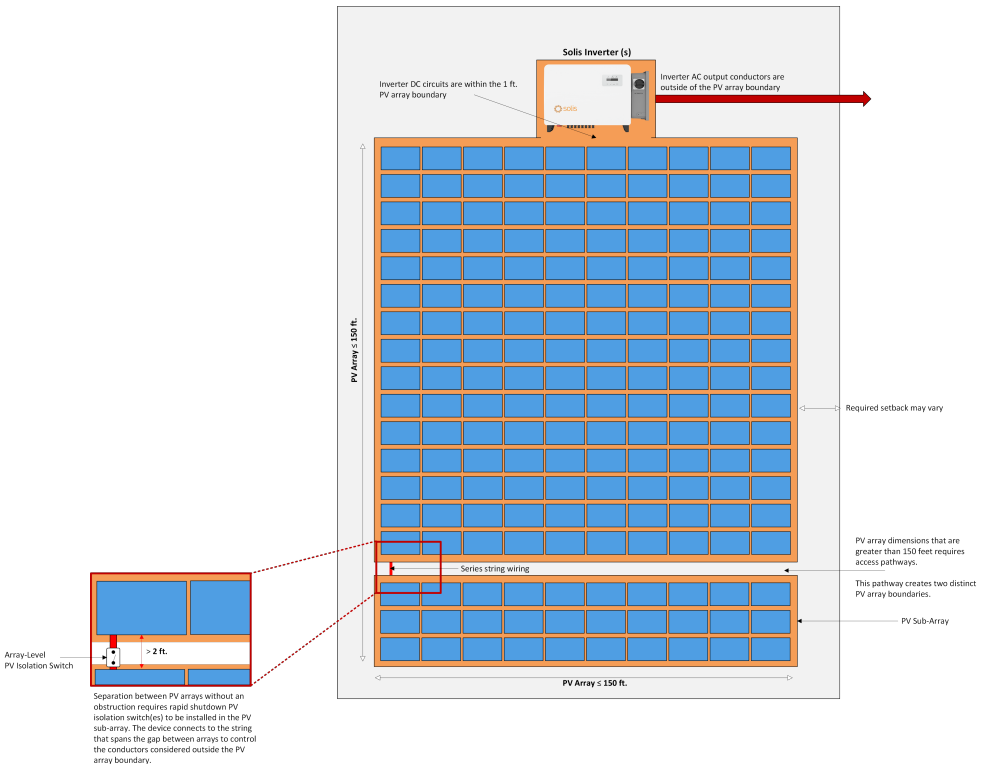 Solis Inverter (s)
Inverter DC circuits are within the 1 ft.
PV array boundary
Inverter AC output conductors are
outside of the PV array boundary
solis
PV Array ≤ 150 ft.
Required setback may vary
PV array dimensions that are
greater than 150 feet requires
access pathways.
This pathway creates two distinct
PV array boundaries.
Series string wiring
PV Sub-Array
> 2 ft.
Array-Level
PV Isolation Switch
PV Array ≤ 150 ft.
Separation between PV arrays without an
obstruction requires rapid shutdown PV
isolation switch(es) to be installed in the PV
sub-array. The device connects to the string
that spans the gap between arrays to control
the conductors considered outside the PV
array boundary.